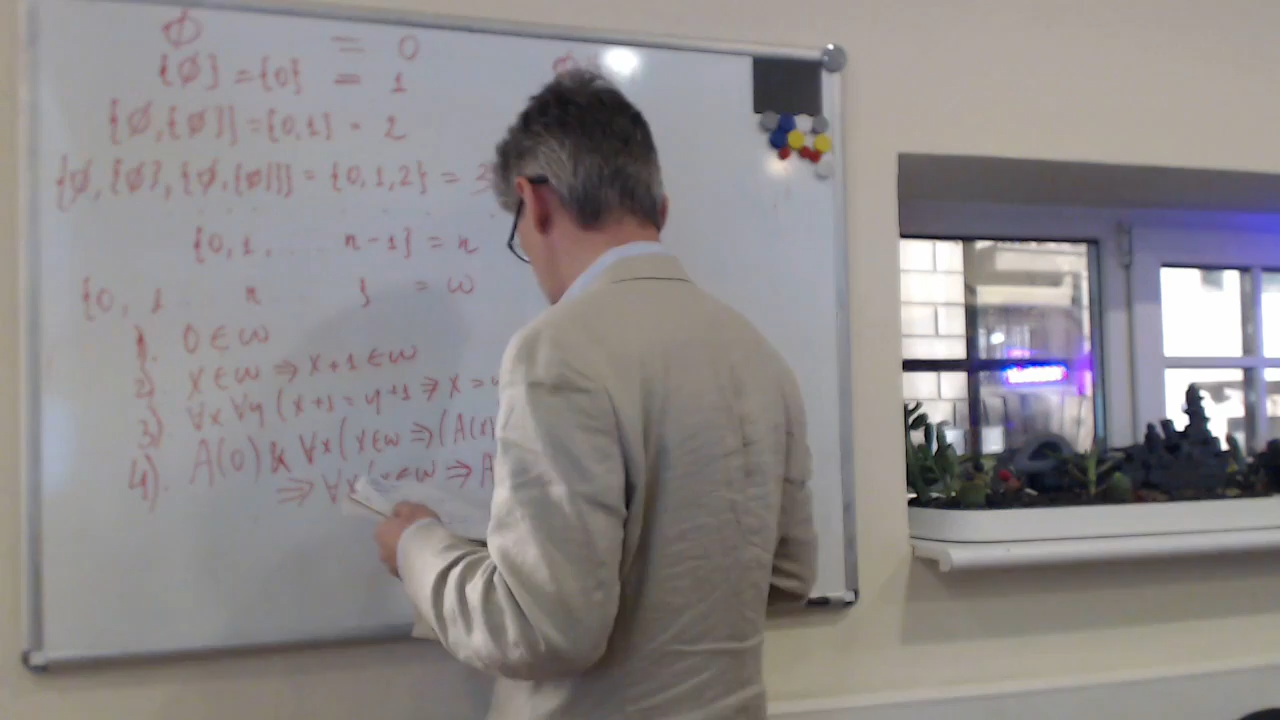 ∅ = 0
{∅} = {0} = 1
{∅,{∅}} = {0,1} = 2
{∅,{∅},{∅,{∅}}} = {0,1,2} = 3
{0,1, n-1} = n
{0, 1 n } = ω
1). 0 ∈ ω
2) x ∈ ω ⇒ x+1 ∈ ω
3) ∀x ∀y (x+1 = y+1 ⇒ x =
4). A(0) & ∀x (x ∈ ω ⇒ (A(x)
⇒ ∀x (x ∈ ω ⇒ A